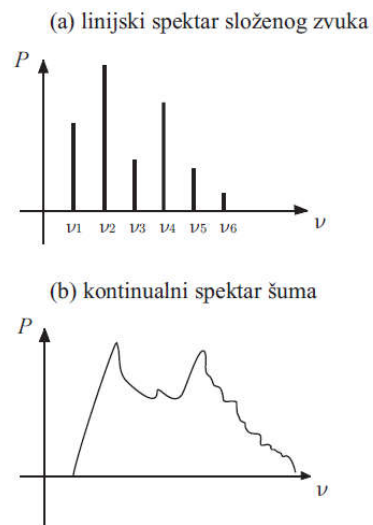 (a) linijski spektar složenog zvuka
P
ν1 ν2 ν3 ν4 ν5 ν6
ν
(b) kontinualni spektar šuma
P
ν